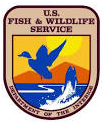 U.S.
FISH & WILDLIFE
SERVICE
DEPARTMENT OF THE INTERIOR